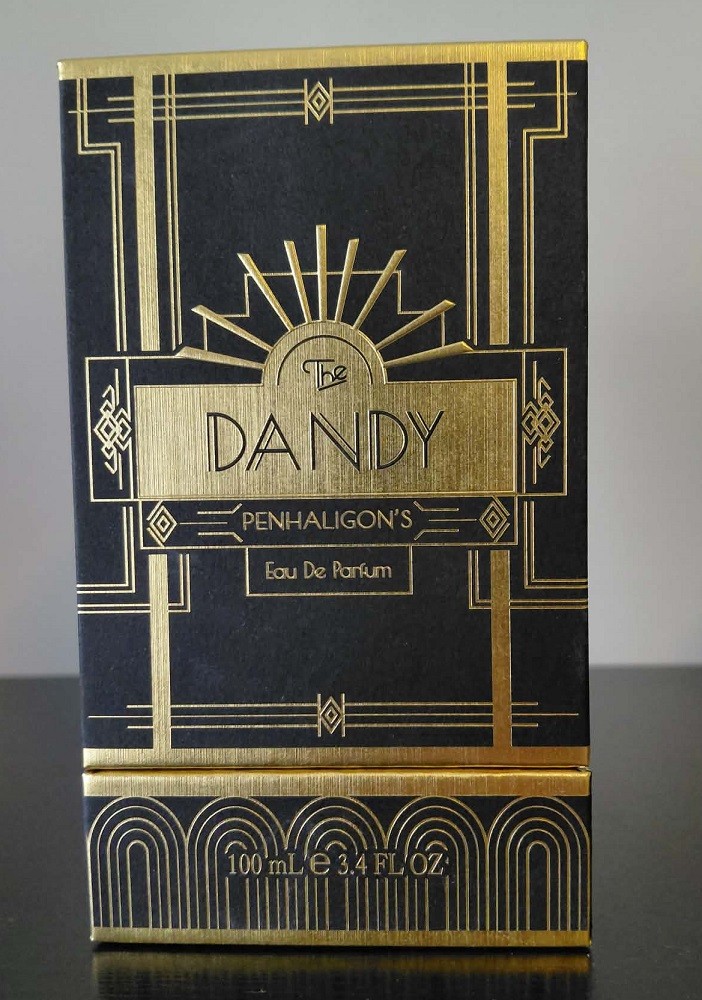 The
DANDY
PENHALIGON'S
Eau De Parfum
100 mL ℮ 3.4 FL OZ